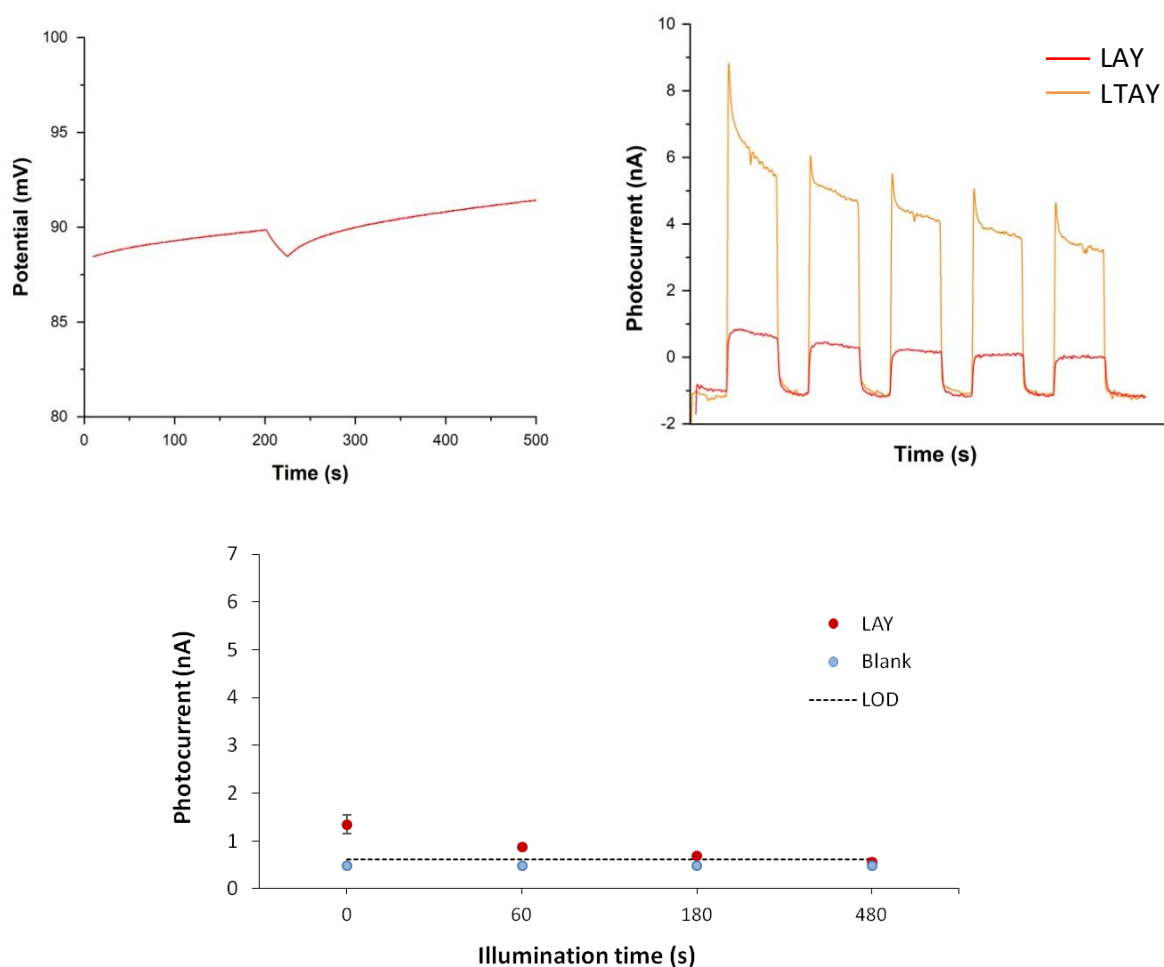 100
95
90
85
80
Potential (mV)
0 100 200 300 400 500
Time (s)
10
8
6
4
2
0
-2
Photocurrent (nA)
LAY
LTAY
Time (s)
7
6
5
4
3
2
1
0
Photocurrent (nA)
LAY
Blank
LOD
0 60 180 480
Illumination time (s)